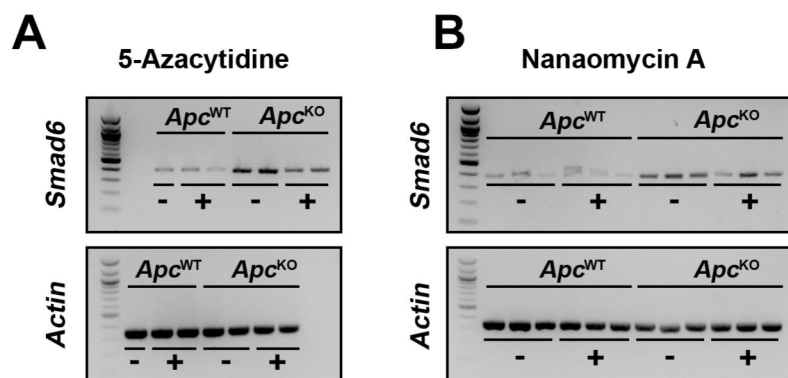 A
5-Azacytidine
Smad6
Apc^WT Apc^KO
- + - +
Actin
Apc^WT Apc^KO
- + - +
B
Nanaomycin A
Smad6
Apc^WT Apc^KO
- + - +
Actin
Apc^WT Apc^KO
- + - +